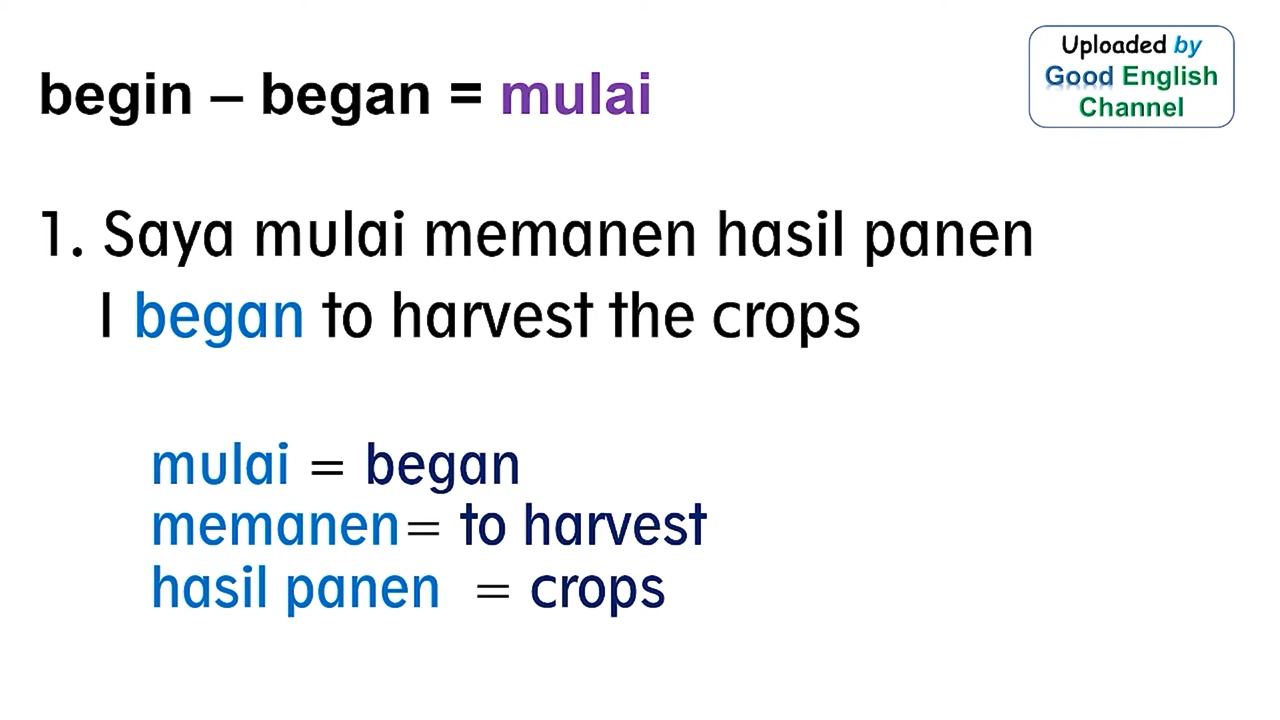 Uploaded by
Good English
Channel
begin – began = mulai
1. Saya mulai memanen hasil panen
I began to harvest the crops
mulai = began
memanen= to harvest
hasil panen = crops